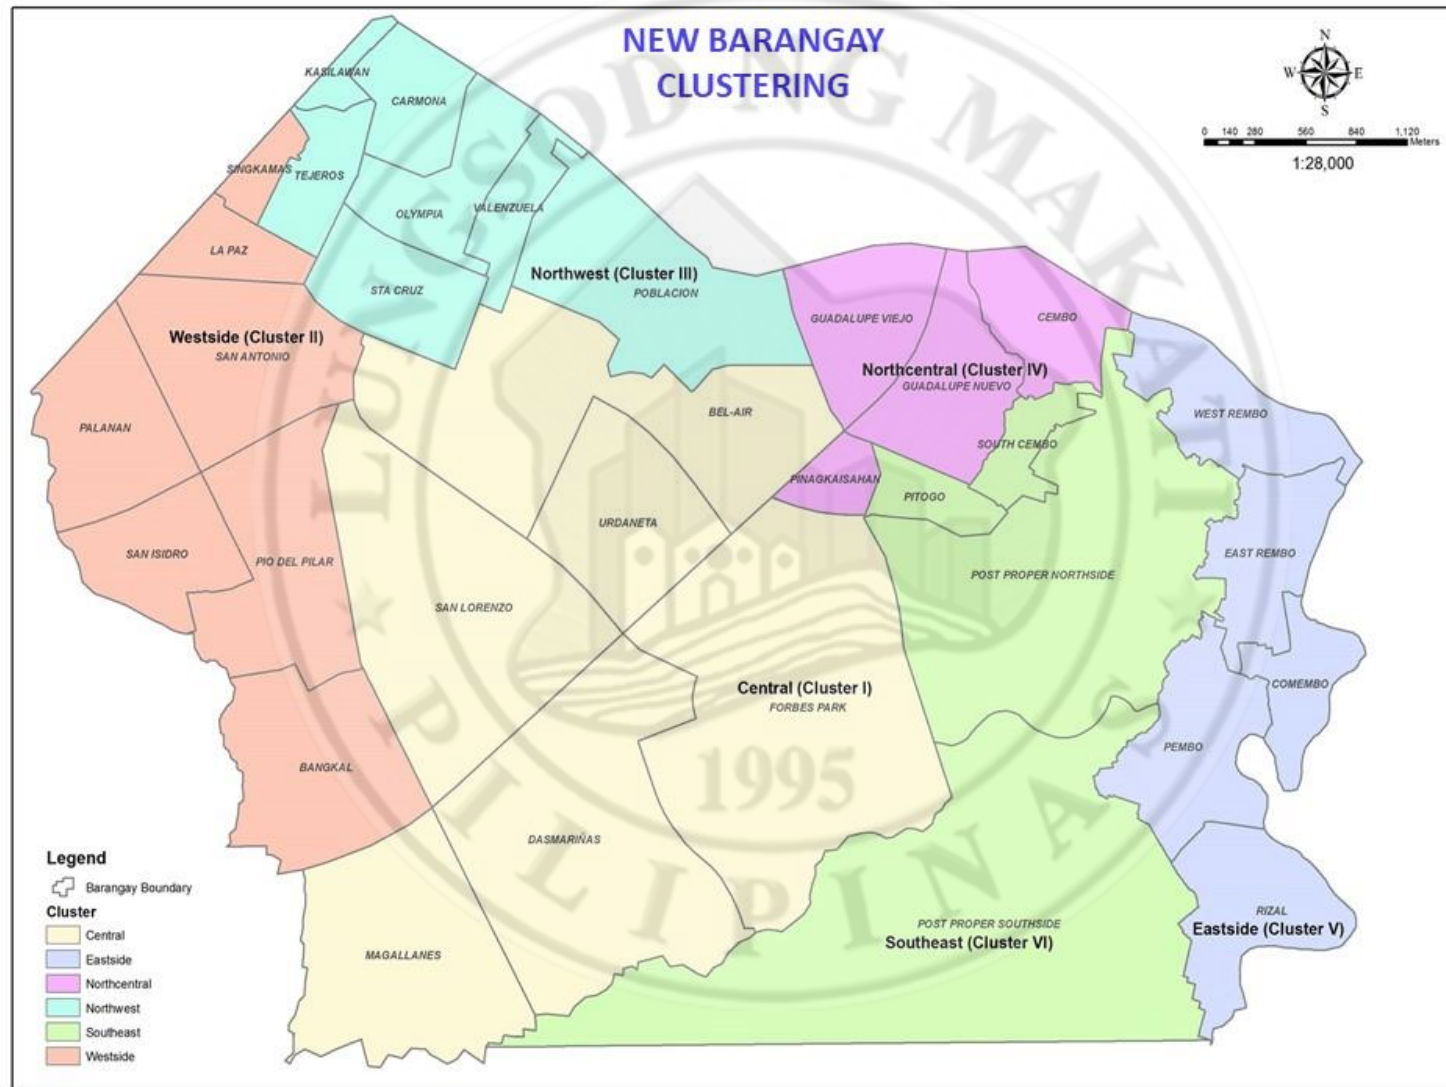 NEW BARANGAY
CLUSTERING
N
W E
S
0 140 280 560 840 1,120
Meters
1:28,000
KASILAWAN
CARMONA
SINGKAMAS
TEJEROS
OLYMPIA
VALENZUELA
LA PAZ
STA CRUZ
Northwest (Cluster III)
POBLACION
Westside (Cluster II)
SAN ANTONIO
GUADALUPE VIEJO
CEMBO
Northcentral (Cluster IV)
GUADALUPE NUEVO
WEST REMBO
PALANAN
BEL-AIR
SOUTH CEMBO
PINAGKAISAHAN
PITOGO
URDANETA
SAN ISIDRO
PIO DEL PILAR
EAST REMBO
POST PROPER NORTHSIDE
SAN LORENZO
Central (Cluster I)
FORBES PARK
COMEMBO
PEMBO
BANGKAL
DASMARIÑAS
MAGALLANES
POST PROPER SOUTHSIDE
Southeast (Cluster VI)
RIZAL
Eastside (Cluster V)
Legend
Barangay Boundary
Cluster
Central
Eastside
Northcentral
Northwest
Southeast
Westside
LUNGSOD NG MAKATI
PILIPINAS
1995